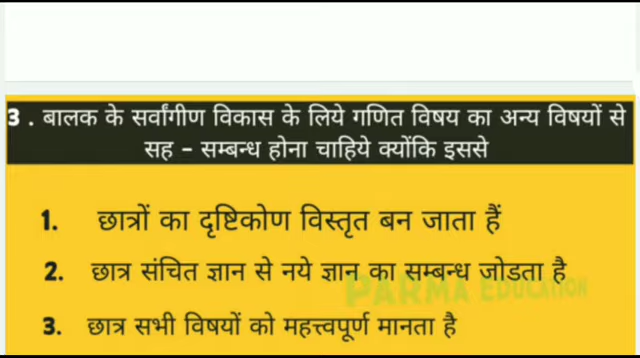 3 . बालक के सर्वांगीण विकास के लिये गणित विषय का अन्य विषयों से
सह - सम्बन्ध होना चाहिये क्योंकि इससे
1. छात्रों का दृष्टिकोण विस्तृत बन जाता हैं
2. छात्र संचित ज्ञान से नये ज्ञान का सम्बन्ध जोडता है
PARMA EDUCATION
3. छात्र सभी विषयों को महत्त्वपूर्ण मानता है